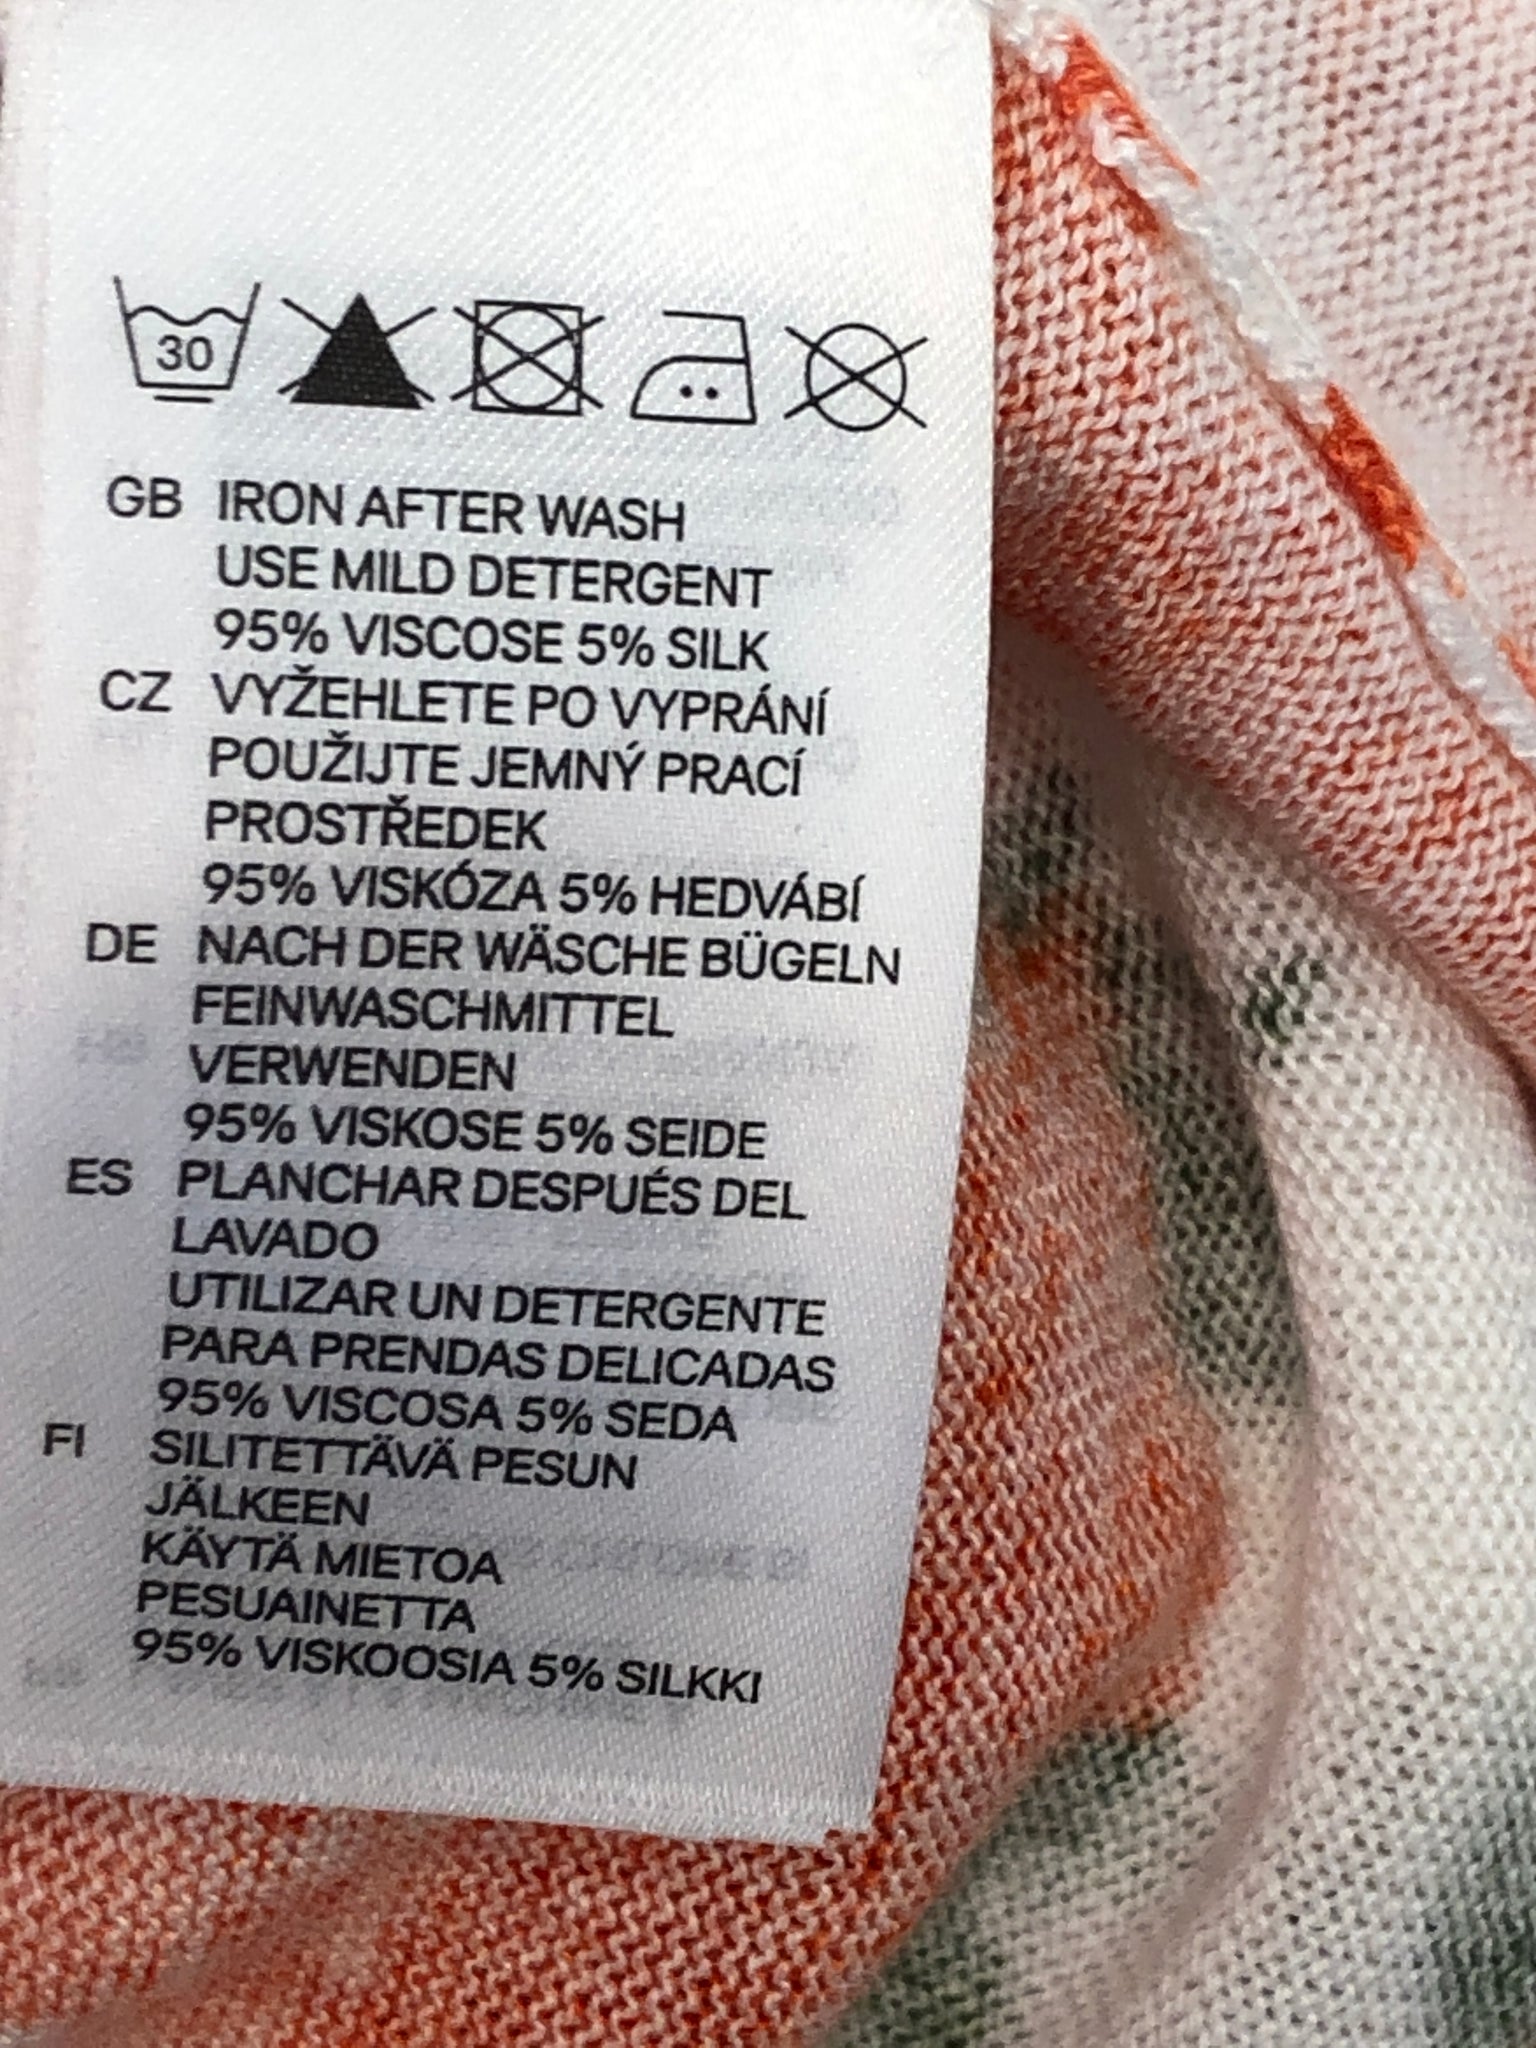 30
GB IRON AFTER WASH
USE MILD DETERGENT
95% VISCOSE 5% SILK
CZ VYŽEHLETE PO VYPRÁNÍ
POUŽIJTE JEMNÝ PRACÍ
PROSTŘEDEK
95% VISKÓZA 5% HEDVÁBÍ
DE NACH DER WÄSCHE BÜGELN
FEINWASCHMITTEL
VERWENDEN
95% VISKOSE 5% SEIDE
ES PLANCHAR DESPUÉS DEL
LAVADO
UTILIZAR UN DETERGENTE
PARA PRENDAS DELICADAS
95% VISCOSA 5% SEDA
FI SILITETTÄVÄ PESUN
JÄLKEEN
KÄYTÄ MIETOA
PESUAINETTA
95% VISKOOSIA 5% SILKKI